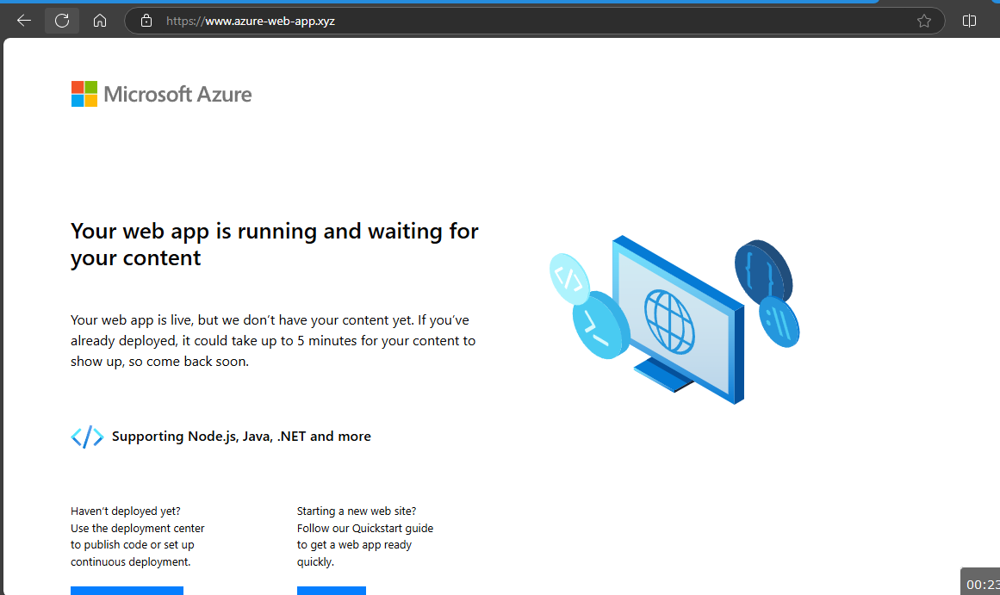 https://www.azure-web-app.xyz
Microsoft Azure
Your web app is running and waiting for
your content
Your web app is live, but we don't have your content yet. If you've
already deployed, it could take up to 5 minutes for your content to
show up, so come back soon.
</> Supporting Node.js, Java, .NET and more
Haven't deployed yet?
Use the deployment center
to publish code or set up
continuous deployment.
Starting a new web site?
Follow our Quickstart guide
to get a web app ready
quickly.
00:23